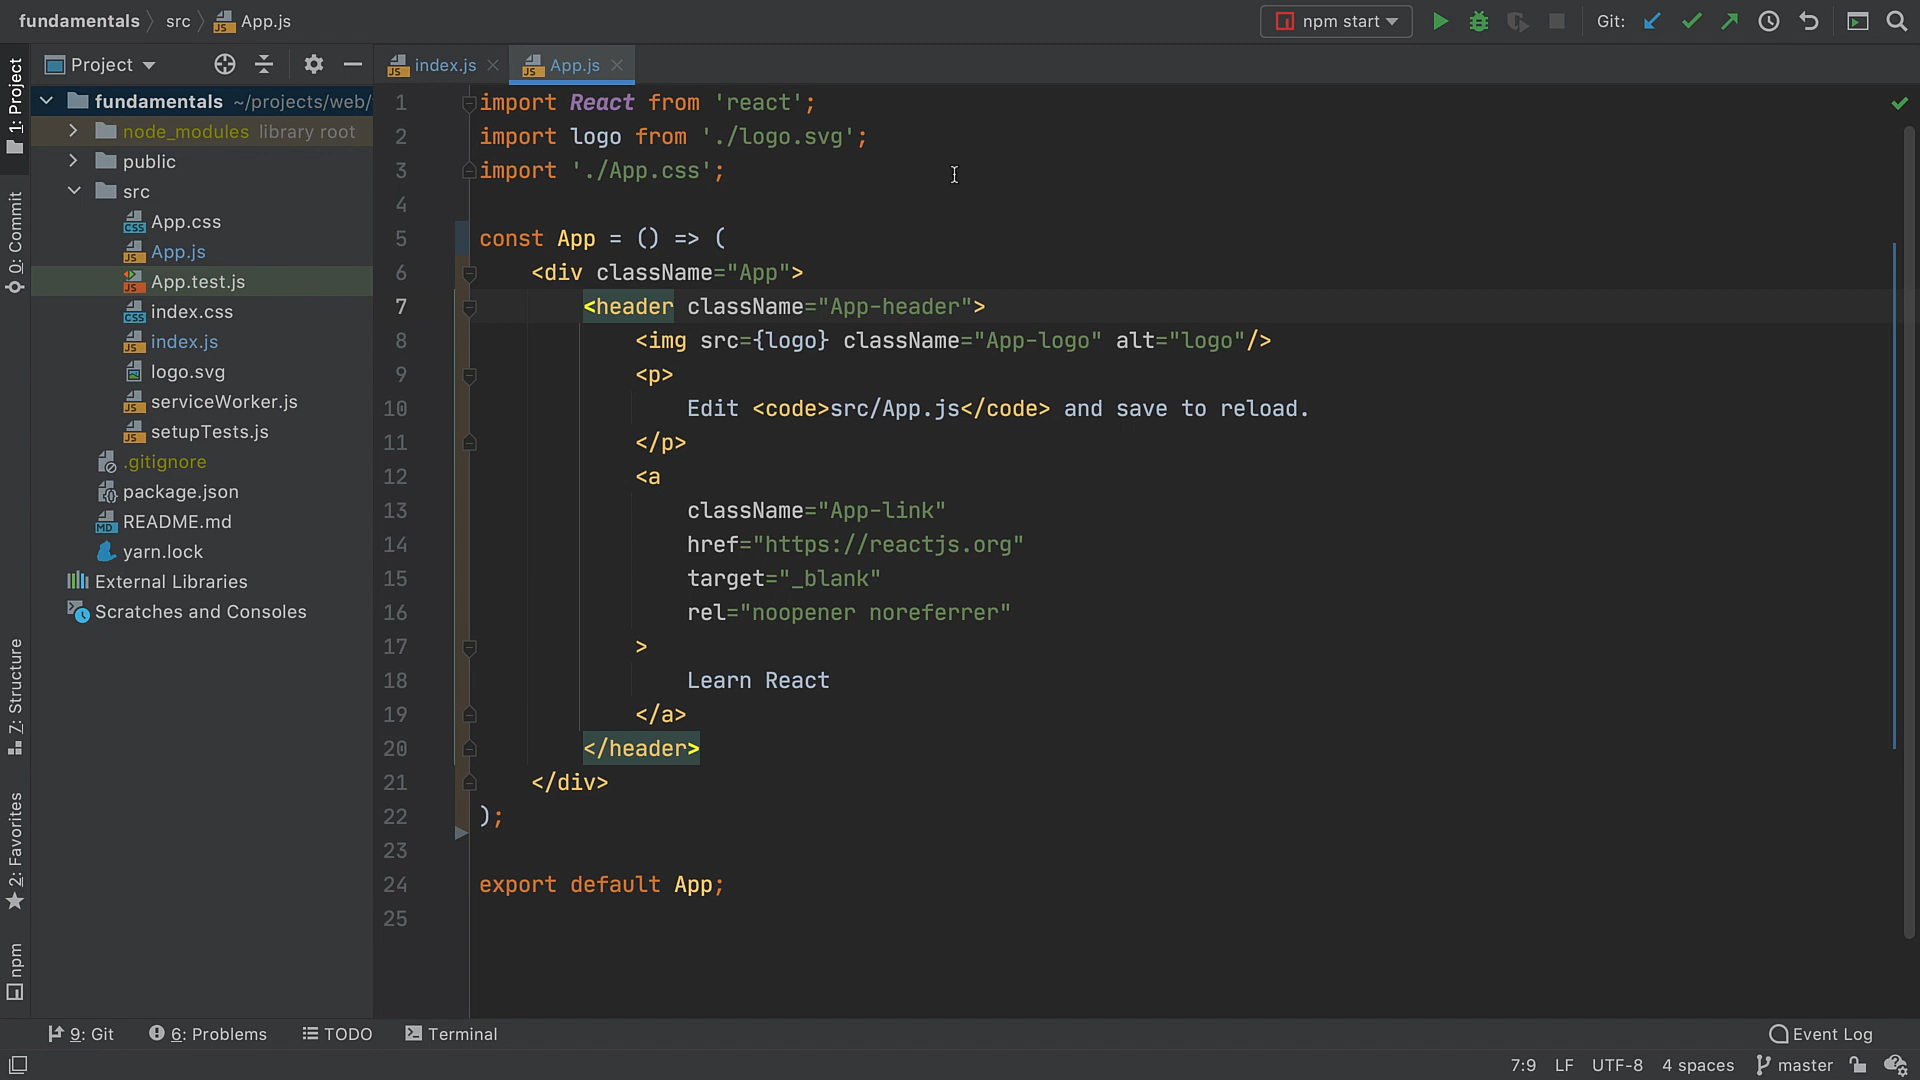 fundamentals src App.js npm start Git:
Project index.js App.js
fundamentals ~/projects/web/
node_modules library root
public
src
App.css
App.js
App.test.js
index.css
index.js
logo.svg
serviceWorker.js
setupTests.js
.gitignore
package.json
README.md
yarn.lock
External Libraries
Scratches and Consoles
1: Project
0: Commit
7: Structure
2: Favorites
npm
1 import React from 'react';
2 import logo from './logo.svg';
3 import './App.css';
4
5 const App = () => (
6 <div className="App">
7 <header className="App-header">
8 <img src={logo} className="App-logo" alt="logo"/>
9 <p>
10 Edit <code>src/App.js</code> and save to reload.
11 </p>
12 <a
13 className="App-link"
14 href="https://reactjs.org"
15 target="_blank"
16 rel="noopener noreferrer"
17 >
18 Learn React
19 </a>
20 </header>
21 </div>
22 );
23
24 export default App;
25
9: Git 6: Problems TODO Terminal Event Log
7:9 LF UTF-8 4 spaces master